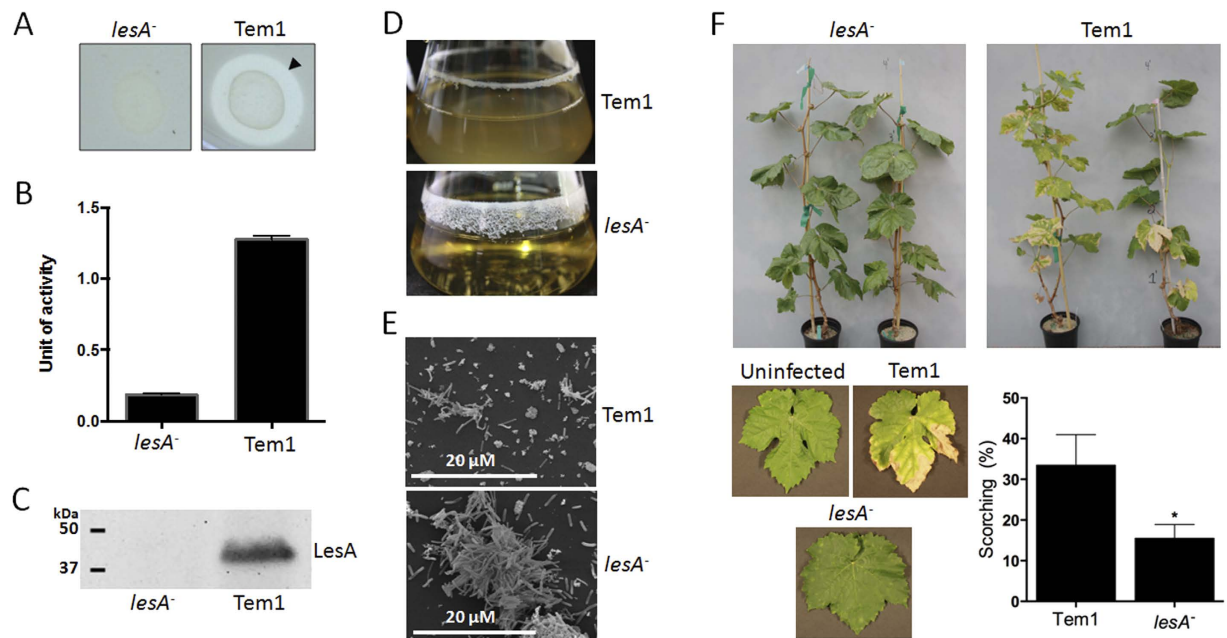 A
lesA-
Tem1
B
Unit of activity
1.5
1.0
0.5
0.0
lesA-
Tem1
C
kDa
50
37
LesA
lesA-
Tem1
D
Tem1
lesA-
E
20 µM
Tem1
20 µM
lesA-
F
lesA-
Tem1
Uninfected
Tem1
lesA-
Scorching (%)
50
40
30
20
10
0
*
Tem1
lesA-